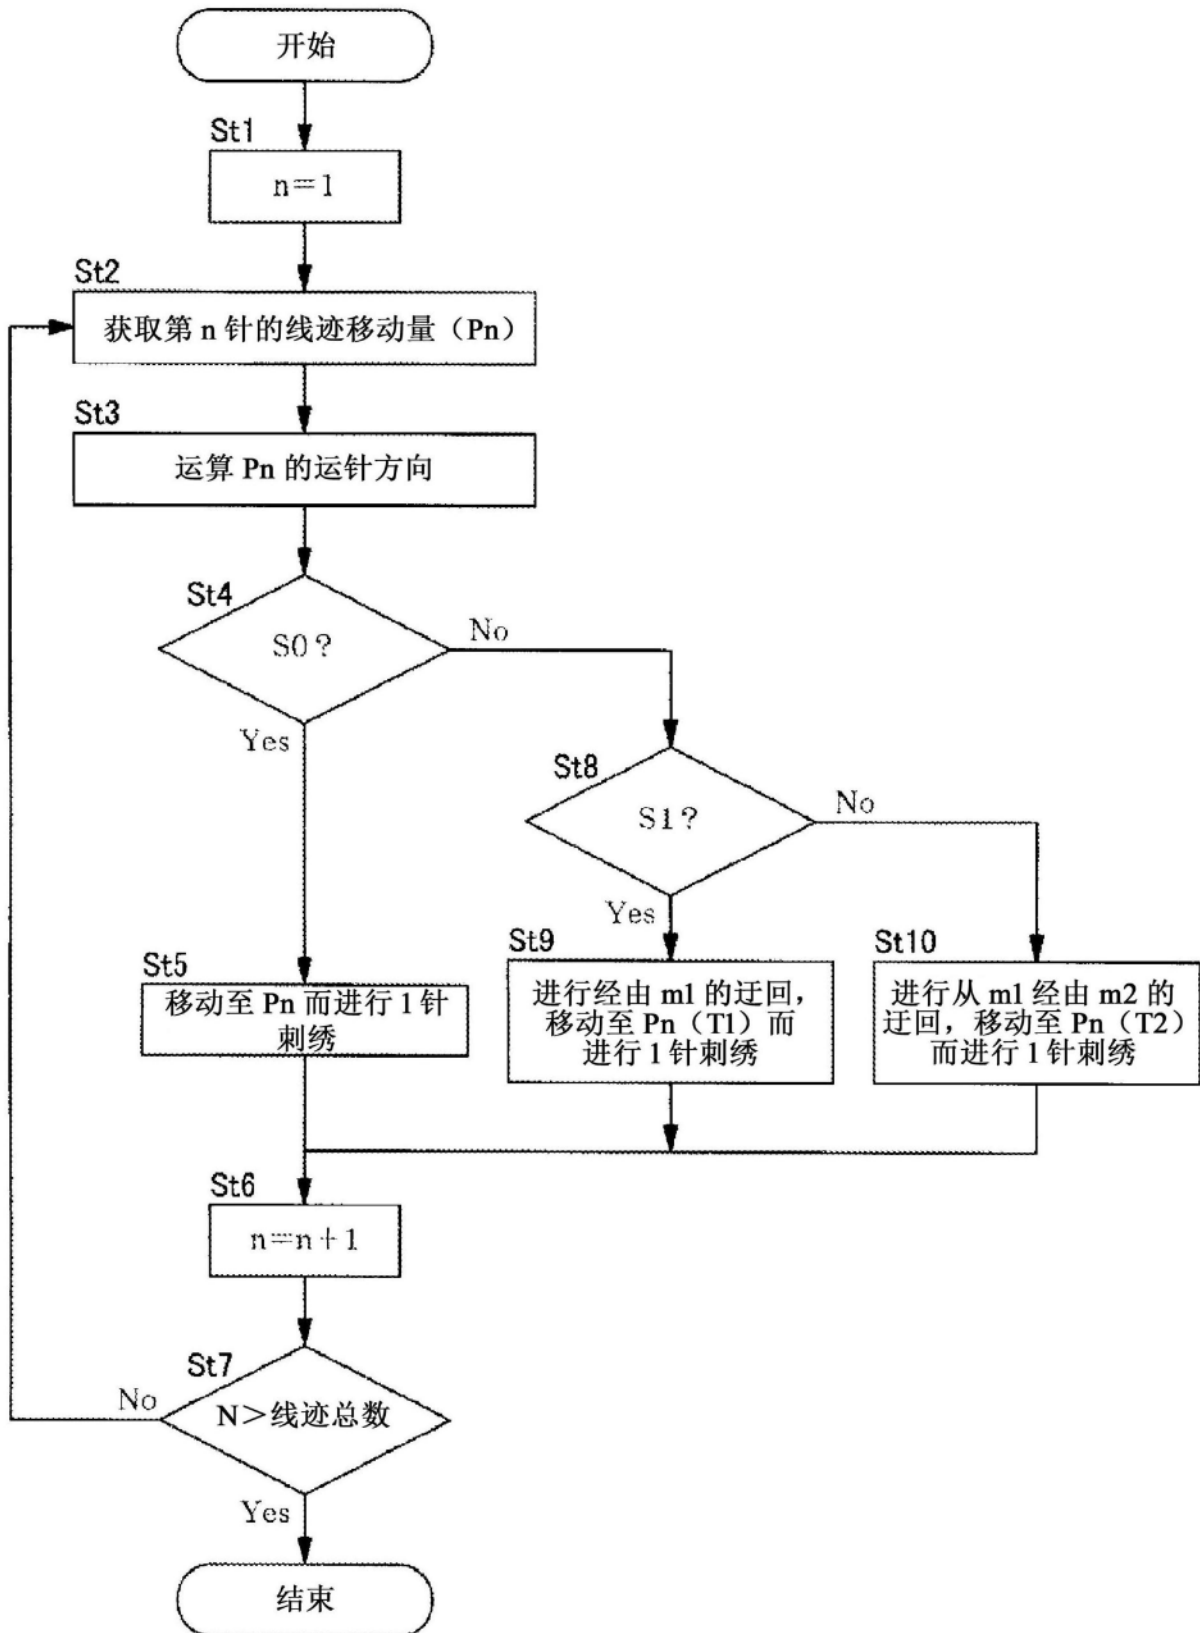 开始
St1
n=1
St2
获取第 n 针的线迹移动量（Pn）
St3
运算 Pn 的运针方向
St4
S0？
No
Yes
St8
S1？
No
Yes
St5
移动至 Pn 而进行 1 针
刺绣
St9
进行经由 m1 的迂回，
移动至 Pn（T1）而
进行 1 针刺绣
St10
进行从 m1 经由 m2 的
迂回，移动至 Pn（T2）
而进行 1 针刺绣
St6
n=n+1
St7
N＞线迹总数
No
Yes
结束